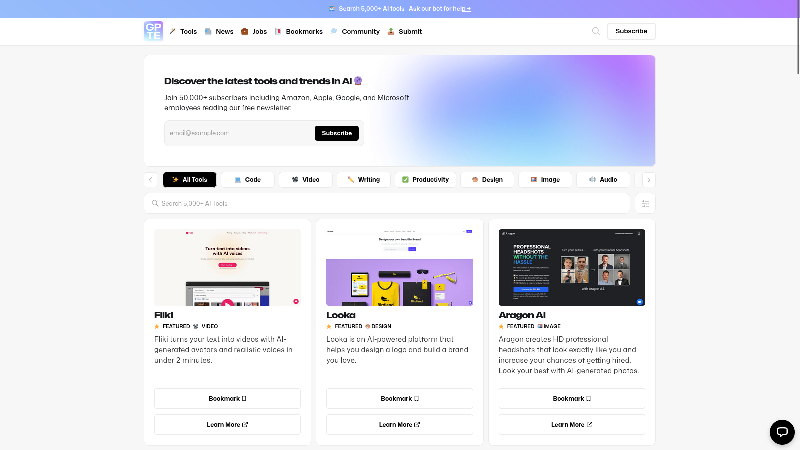 Search 5,000+ AI tools - Ask our bot for help→
GP
TE
Tools
News
Jobs
Bookmarks
Community
Submit
Subscribe
Discover the latest tools and trends in AI
Join 50,000+ subscribers including Amazon, Apple, Google, and Microsoft
employees reading our free newsletter.
email@example.com
Subscribe
All Tools
Code
Video
Writing
Productivity
Design
Image
Audio
Search 5,000+ AI Tools
Turn text into videos
with AI voices
PROFESSIONAL
HEADSHOTS
WITHOUT THE
HASSLE
Fliki
FEATURED VIDEO
Fliki turns your text into videos with AI-
generated avatars and realistic voices in
under 2 minutes.
Bookmark
Learn More
Looka
FEATURED DESIGN
Looka is an AI-powered platform that
helps you design a logo and build a brand
you love.
Bookmark
Learn More
Aragon AI
FEATURED IMAGE
Aragon creates HD professional
headshots that look exactly like you and
increase your chances of getting hired.
Look your best with AI-generated photos.
Bookmark
Learn More